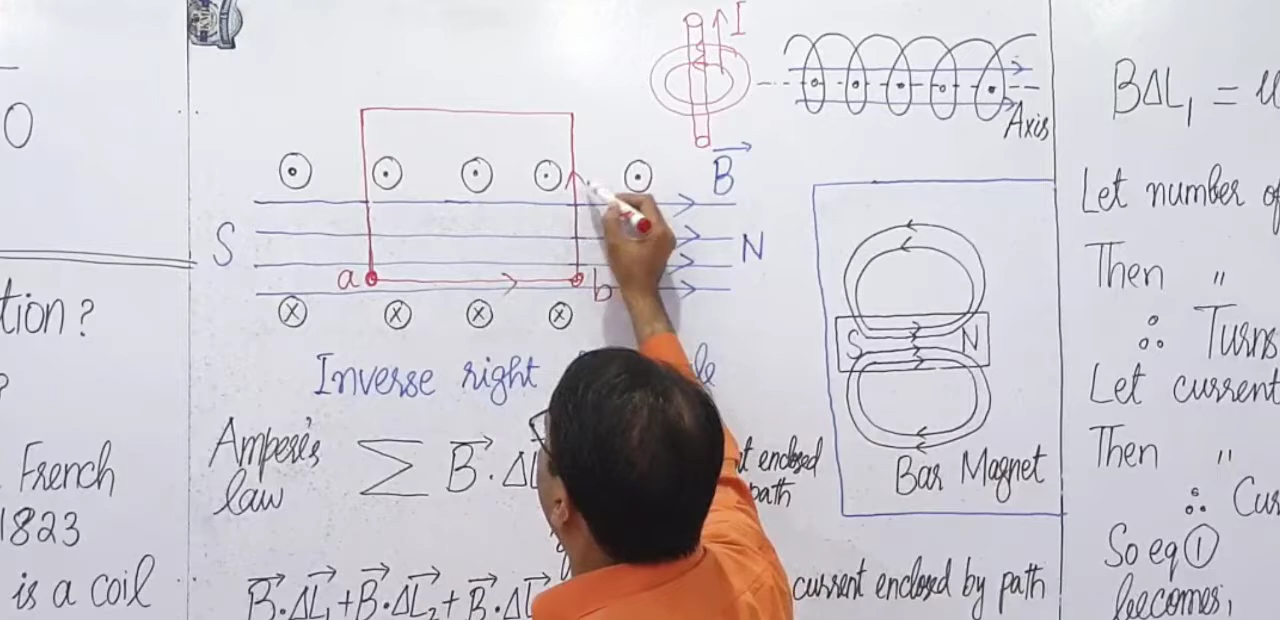 O
tion?
?
French
1823
is a coil
I
Axis
B
S
N
a
b
Inverse right
Ampere's law
∑ B⃗ . ΔL
enclosed
path
B⃗.ΔL⃗₁+B⃗.ΔL⃗₂+B⃗.ΔL⃗
current enclosed by path
S N
Bar Magnet
BΔL₁ =
Let number of
Then "
∴ Turns
Let current
Then "
∴
So eq ①
becomes,